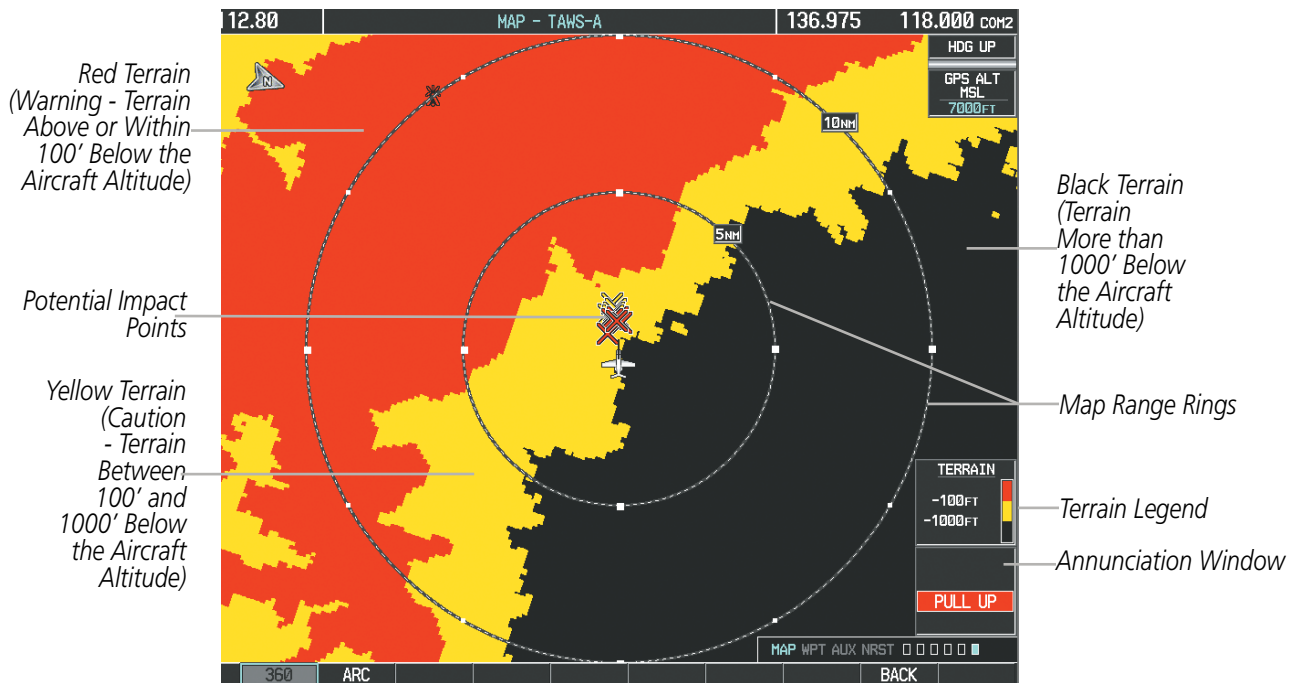 112.80
MAP - TAWS-A
136.975
118.000 COM2
HDG UP
GPS ALT
MSL
7000FT
N
10NM
5NM
Red Terrain
(Warning - Terrain
Above or Within
100’ Below the
Aircraft Altitude)
Potential Impact
Points
Yellow Terrain
(Caution
- Terrain
Between
100’ and
1000’ Below
the Aircraft
Altitude)
Black Terrain
(Terrain
More than
1000’ Below
the Aircraft
Altitude)
Map Range Rings
TERRAIN
-100FT
-1000FT
Terrain Legend
Annunciation Window
PULL UP
MAP WPT AUX NRST
360
ARC
BACK